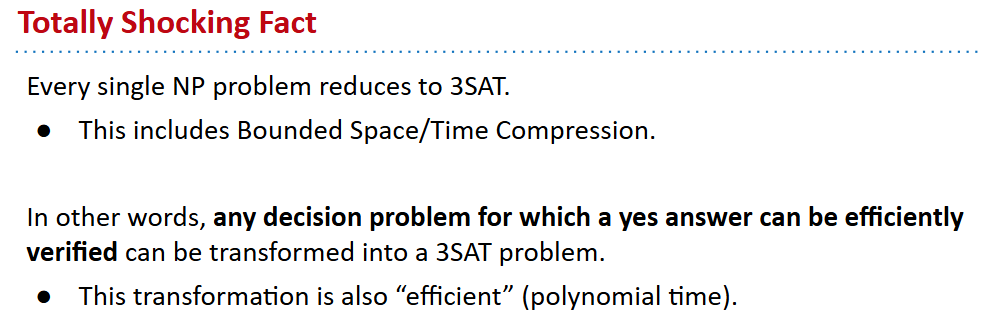 Totally Shocking Fact
Every single NP problem reduces to 3SAT.
● This includes Bounded Space/Time Compression.
In other words, any decision problem for which a yes answer can be efficiently
verified can be transformed into a 3SAT problem.
● This transformation is also “efficient” (polynomial time).